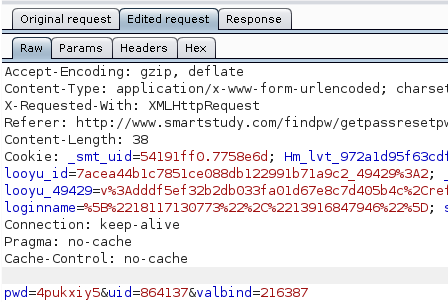 Original request Edited request Response
Raw Params Headers Hex
Accept-Encoding: gzip, deflate
Content-Type: application/x-www-form-urlencoded; charset
X-Requested-With: XMLHttpRequest
Referer: http://www.smartstudy.com/findpw/getpassresetpw
Content-Length: 38
Cookie: _smt_uid=54191ff0.7758e6d; Hm_lvt_972a1d95f63cdf
looyu_id=7acea44b1c7851ce088db122991b71a9c2_49429%3A2; _
looyu_49429=v%3Adddf5ef32b2db033fa01d67e8c7d405b4c%2Cref
loginname=%5B%2218117130773%22%2C%2213916847946%22%5D; s
Connection: keep-alive
Pragma: no-cache
Cache-Control: no-cache
pwd=4pukxiy5&uid=864137&valbind=216387